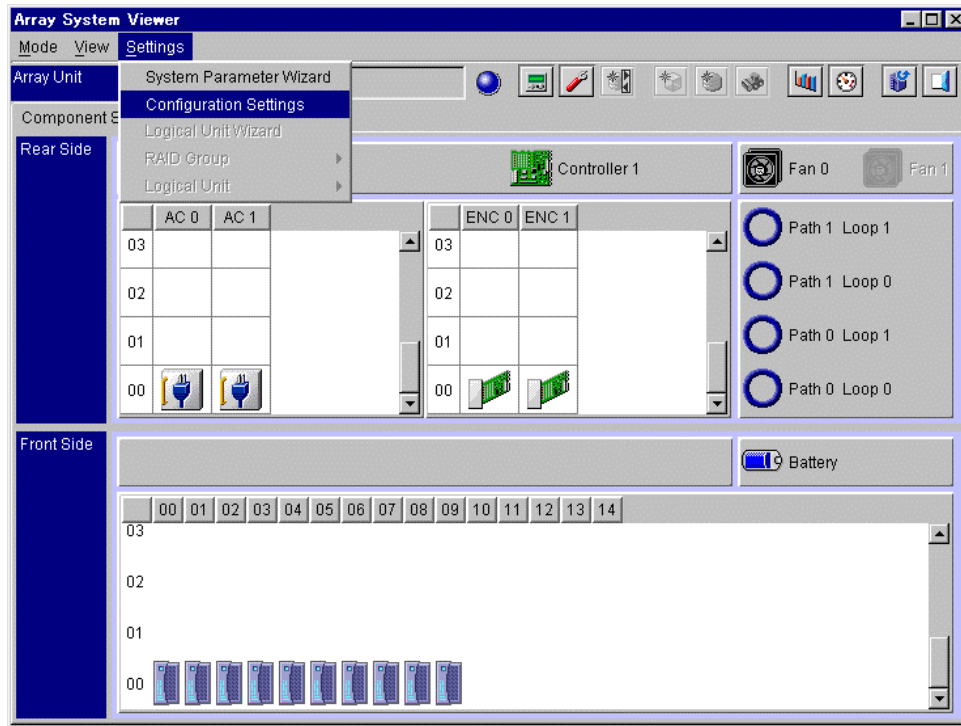 Array System Viewer
Mode View Settings
Array Unit
System Parameter Wizard
Configuration Settings
Logical Unit Wizard
RAID Group
Logical Unit
Component S
Rear Side
Controller 1
Fan 0
Fan 1
AC 0 AC 1
03
02
01
00
ENC 0 ENC 1
03
02
01
00
Path 1 Loop 1
Path 1 Loop 0
Path 0 Loop 1
Path 0 Loop 0
Front Side
Battery
00 01 02 03 04 05 06 07 08 09 10 11 12 13 14
03
02
01
00